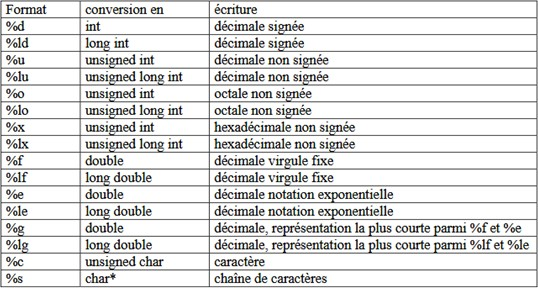 Format conversion en écriture
%d int décimale signée
%ld long int décimale signée
%u unsigned int décimale non signée
%lu unsigned long int décimale non signée
%o unsigned int octale non signée
%lo unsigned long int octale non signée
%x unsigned int hexadécimale non signée
%lx unsigned long int hexadécimale non signée
%f double décimale virgule fixe
%lf long double décimale virgule fixe
%e double décimale notation exponentielle
%le long double décimale notation exponentielle
%g double décimale, représentation la plus courte parmi %f et %e
%lg long double décimale, représentation la plus courte parmi %lf et %le
%c unsigned char caractère
%s char* chaîne de caractères